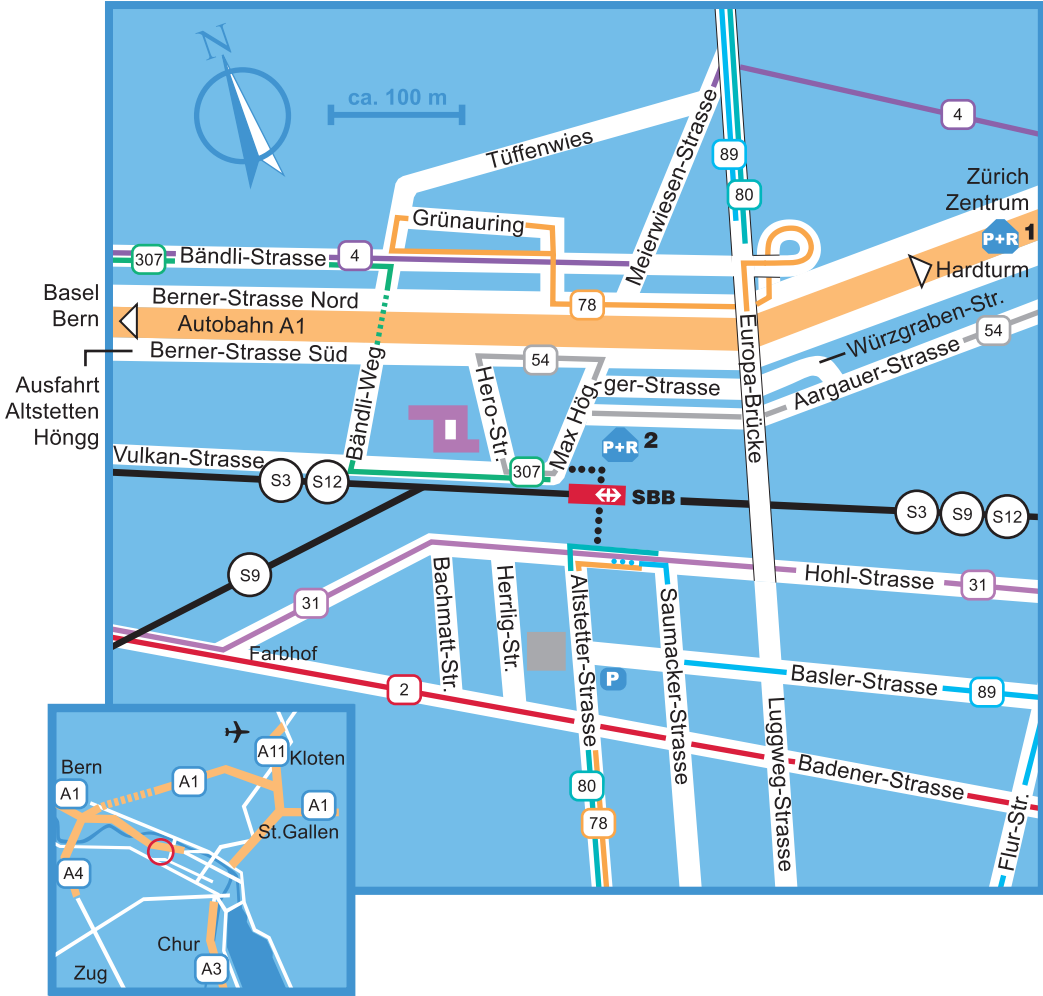 N
ca. 100 m
4
Tüffenwies
Meierwiesen-Strasse
89
80
Zürich
Zentrum
P+R 1
Hardturm
Grünauring
307
Bändli-Strasse
4
Basel
Bern
Berner-Strasse Nord
78
Autobahn A1
Berner-Strasse Süd
Würzgraben-Str.
54
54
Aargauer-Strasse
Europa-Brücke
Ausfahrt
Altstetten
Höngg
Bändli-Weg
Hero-Str.
Max Hög-
ger-Strasse
P+R 2
Vulkan-Strasse
S3
S12
307
SBB
S3
S9
S12
S9
31
Bachmatt-Str.
Herrlig-Str.
Altstetter-Strasse
Saumacker-Strasse
Hohl-Strasse
31
Farbhof
2
P
Basler-Strasse
89
Luggweg-Strasse
Badener-Strasse
80
78
Flur-Str.
A11
Kloten
Bern
A1
A1
A1
St.Gallen
A4
Chur
A3
Zug